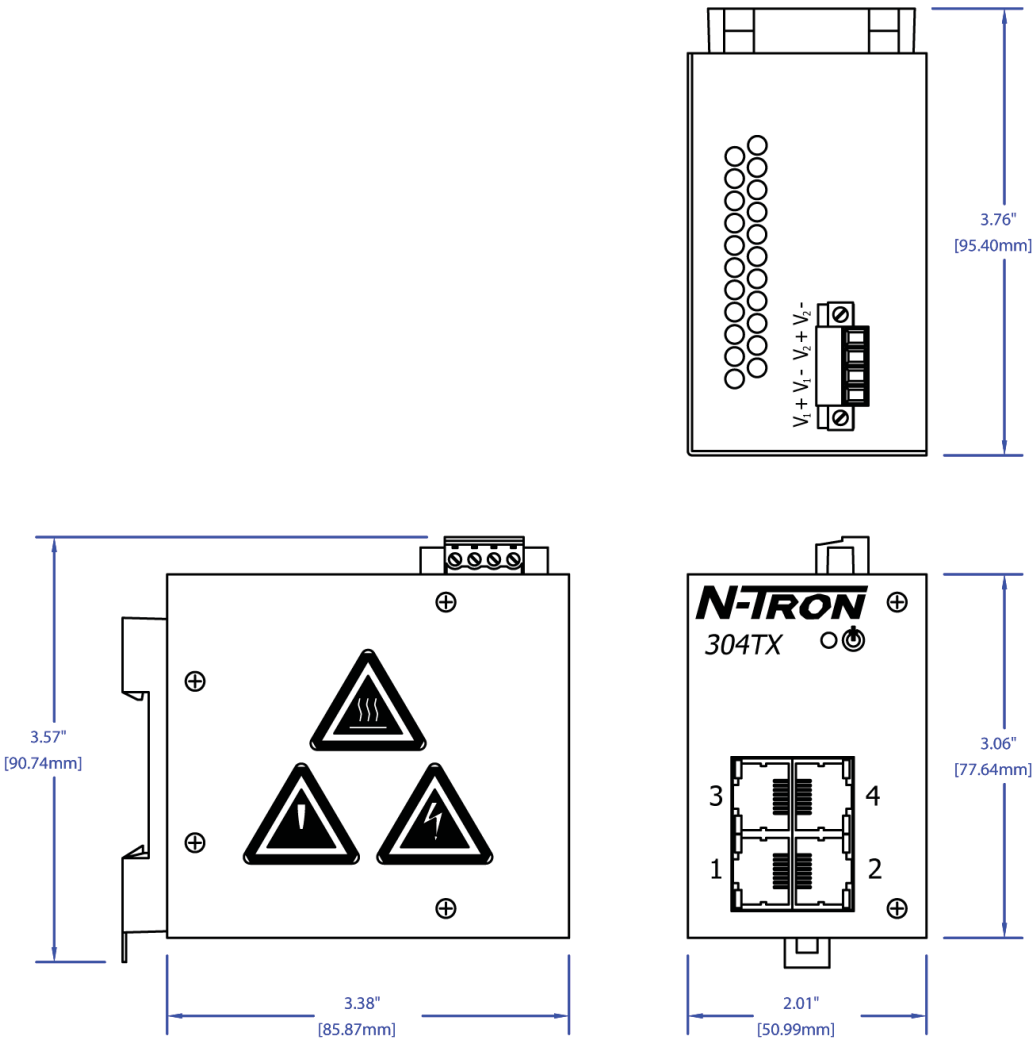 3.76"
[95.40mm]
V₁ + V₁ - V₂ + V₂ -
N-TRON
304TX
3.57"
[90.74mm]
3.06"
[77.64mm]
3
4
1
2
3.38"
[85.87mm]
2.01"
[50.99mm]